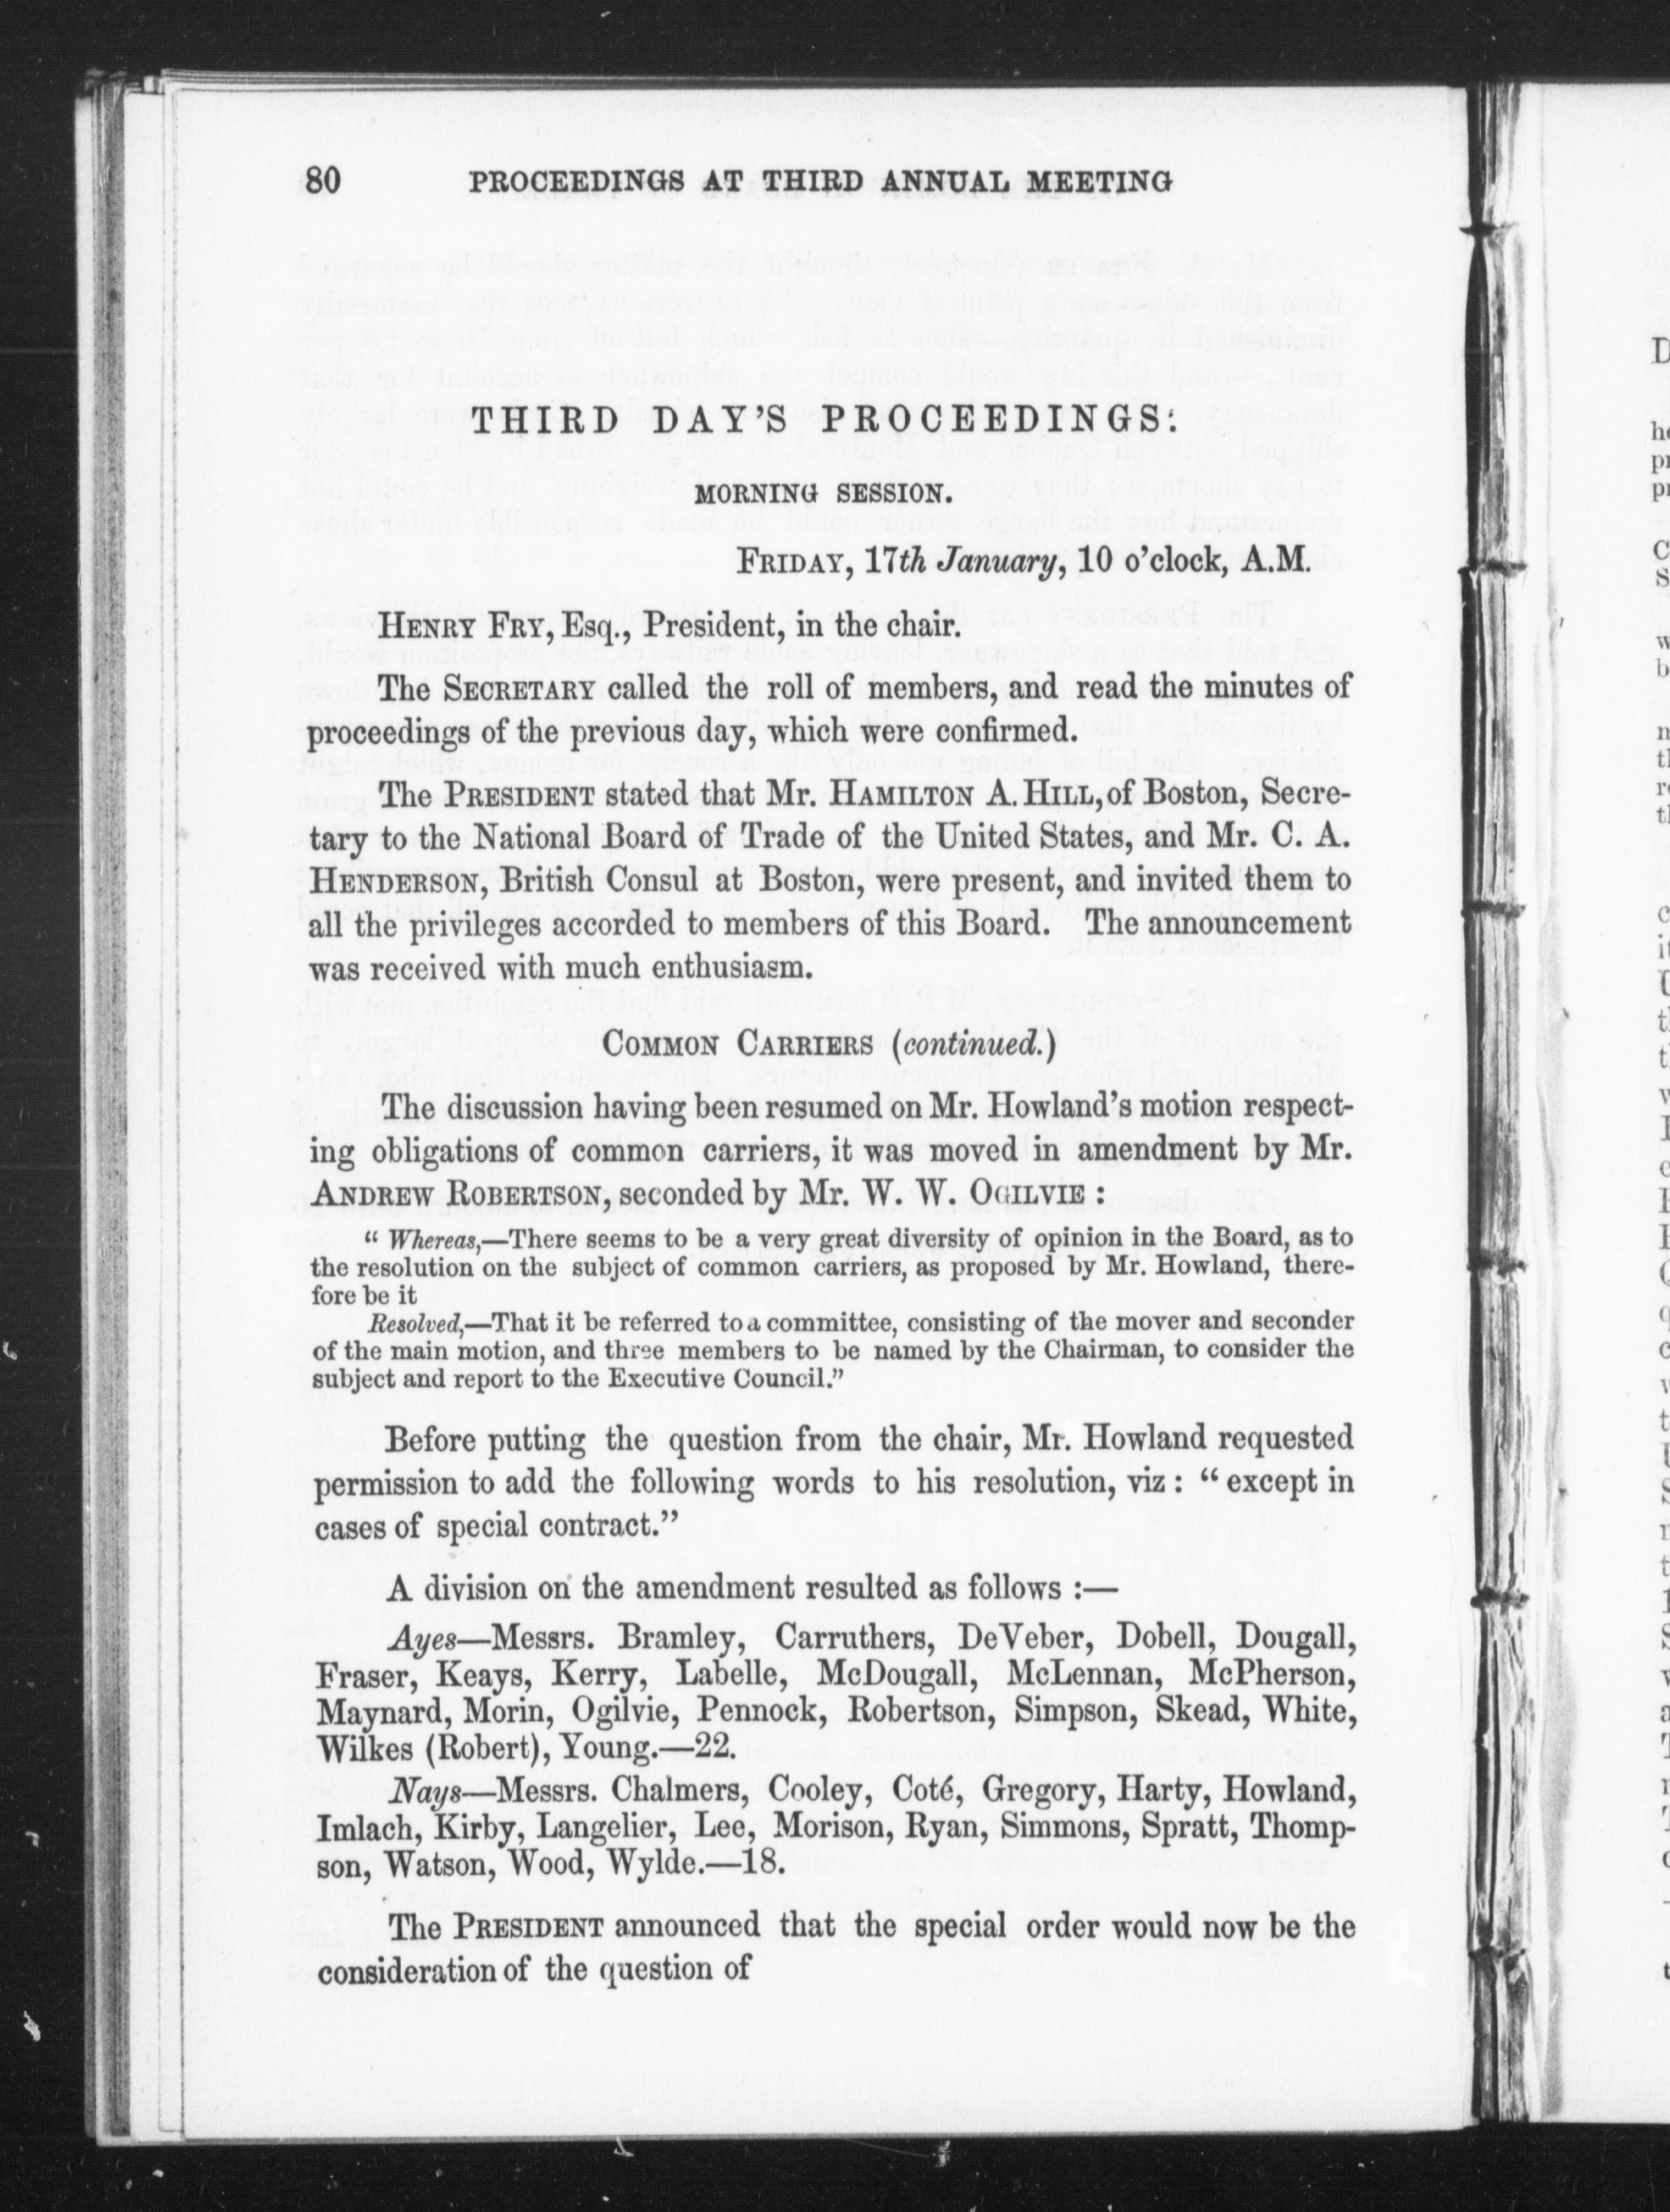 80 PROCEEDINGS AT THIRD ANNUAL MEETING
THIRD DAY'S PROCEEDINGS.
MORNING SESSION.
FRIDAY, 17th January, 10 o'clock, A.M.
HENRY FRY, Esq., President, in the chair.
The SECRETARY called the roll of members, and read the minutes of
proceedings of the previous day, which were confirmed.
The PRESIDENT stated that Mr. HAMILTON A. HILL, of Boston, Secre-
tary to the National Board of Trade of the United States, and Mr. C. A.
HENDERSON, British Consul at Boston, were present, and invited them to
all the privileges accorded to members of this Board. The announcement
was received with much enthusiasm.
COMMON CARRIERS (continued.)
The discussion having been resumed on Mr. Howland's motion respect-
ing obligations of common carriers, it was moved in amendment by Mr.
ANDREW ROBERTSON, seconded by Mr. W. W. OGILVIE :
" Whereas,—There seems to be a very great diversity of opinion in the Board, as to
the resolution on the subject of common carriers, as proposed by Mr. Howland, there-
fore be it
Resolved,—That it be referred to a committee, consisting of the mover and seconder
of the main motion, and three members to be named by the Chairman, to consider the
subject and report to the Executive Council."
Before putting the question from the chair, Mr. Howland requested
permission to add the following words to his resolution, viz : " except in
cases of special contract."
A division on the amendment resulted as follows :—
Ayes—Messrs. Bramley, Carruthers, DeVeber, Dobell, Dougall,
Fraser, Keays, Kerry, Labelle, McDougall, McLennan, McPherson,
Maynard, Morin, Ogilvie, Pennock, Robertson, Simpson, Skead, White,
Wilkes (Robert), Young.—22.
Nays—Messrs. Chalmers, Cooley, Coté, Gregory, Harty, Howland,
Imlach, Kirby, Langelier, Lee, Morison, Ryan, Simmons, Spratt, Thomp-
son, Watson, Wood, Wylde.—18.
The PRESIDENT announced that the special order would now be the
consideration of the question of